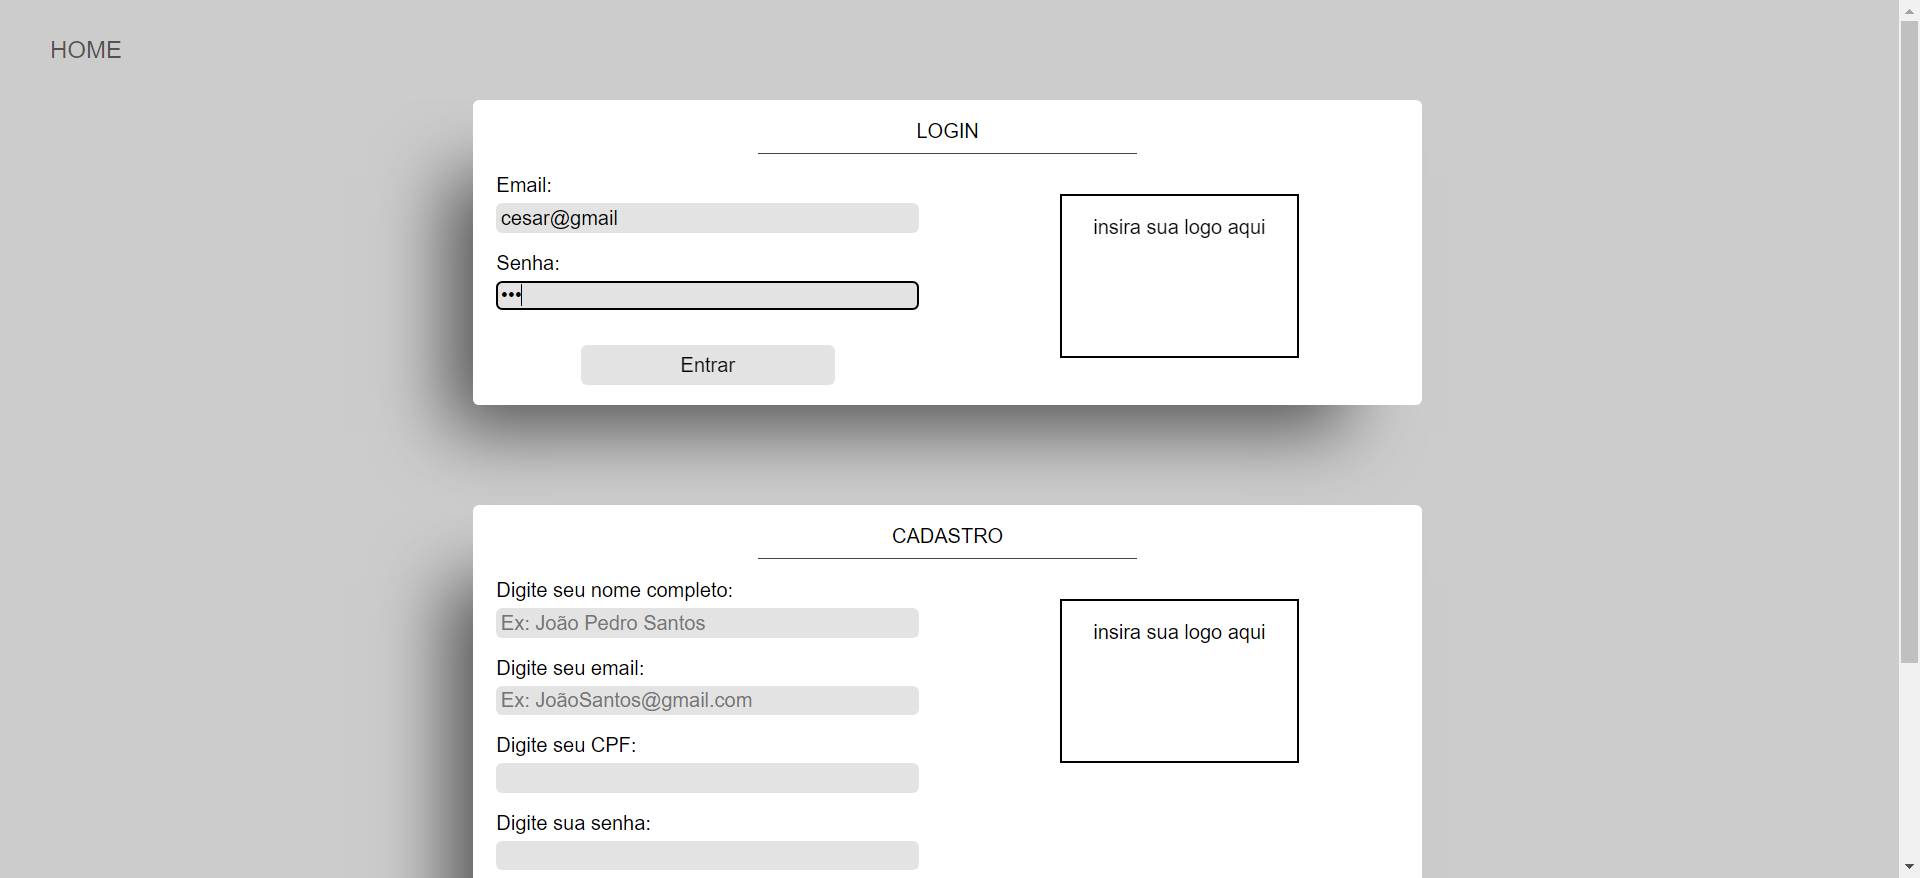 HOME
LOGIN
Email:
cesar@gmail
insira sua logo aqui
Senha:
•••
Entrar
CADASTRO
Digite seu nome completo:
Ex: João Pedro Santos
insira sua logo aqui
Digite seu email:
Ex: JoãoSantos@gmail.com
Digite seu CPF:
Digite sua senha: